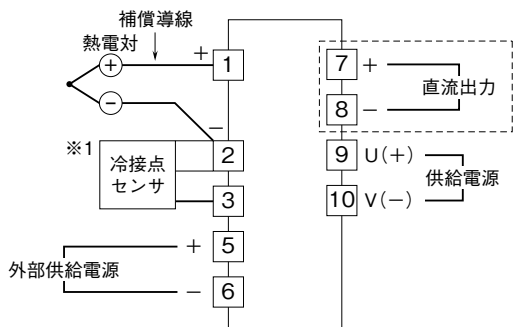 補償導線
熱電対
+
+
1
−
−
※1
2
冷接点
センサ
3
+
5
外部供給電源
−
6
7
+
直流出力
8
−
9
U(+)
供給電源
10
V(−)